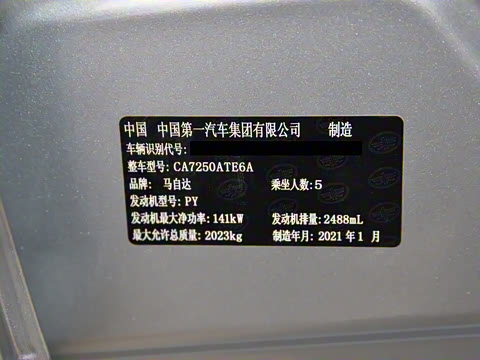 中国 中国第一汽车集团有限公司 制造
车辆识别代号:
整车型号: CA7250ATE6A
品牌: 马自达 乘坐人数: 5
发动机型号: PY
发动机最大净功率: 141kW 发动机排量: 2488mL
最大允许总质量: 2023kg 制造年月: 2021 年 1 月